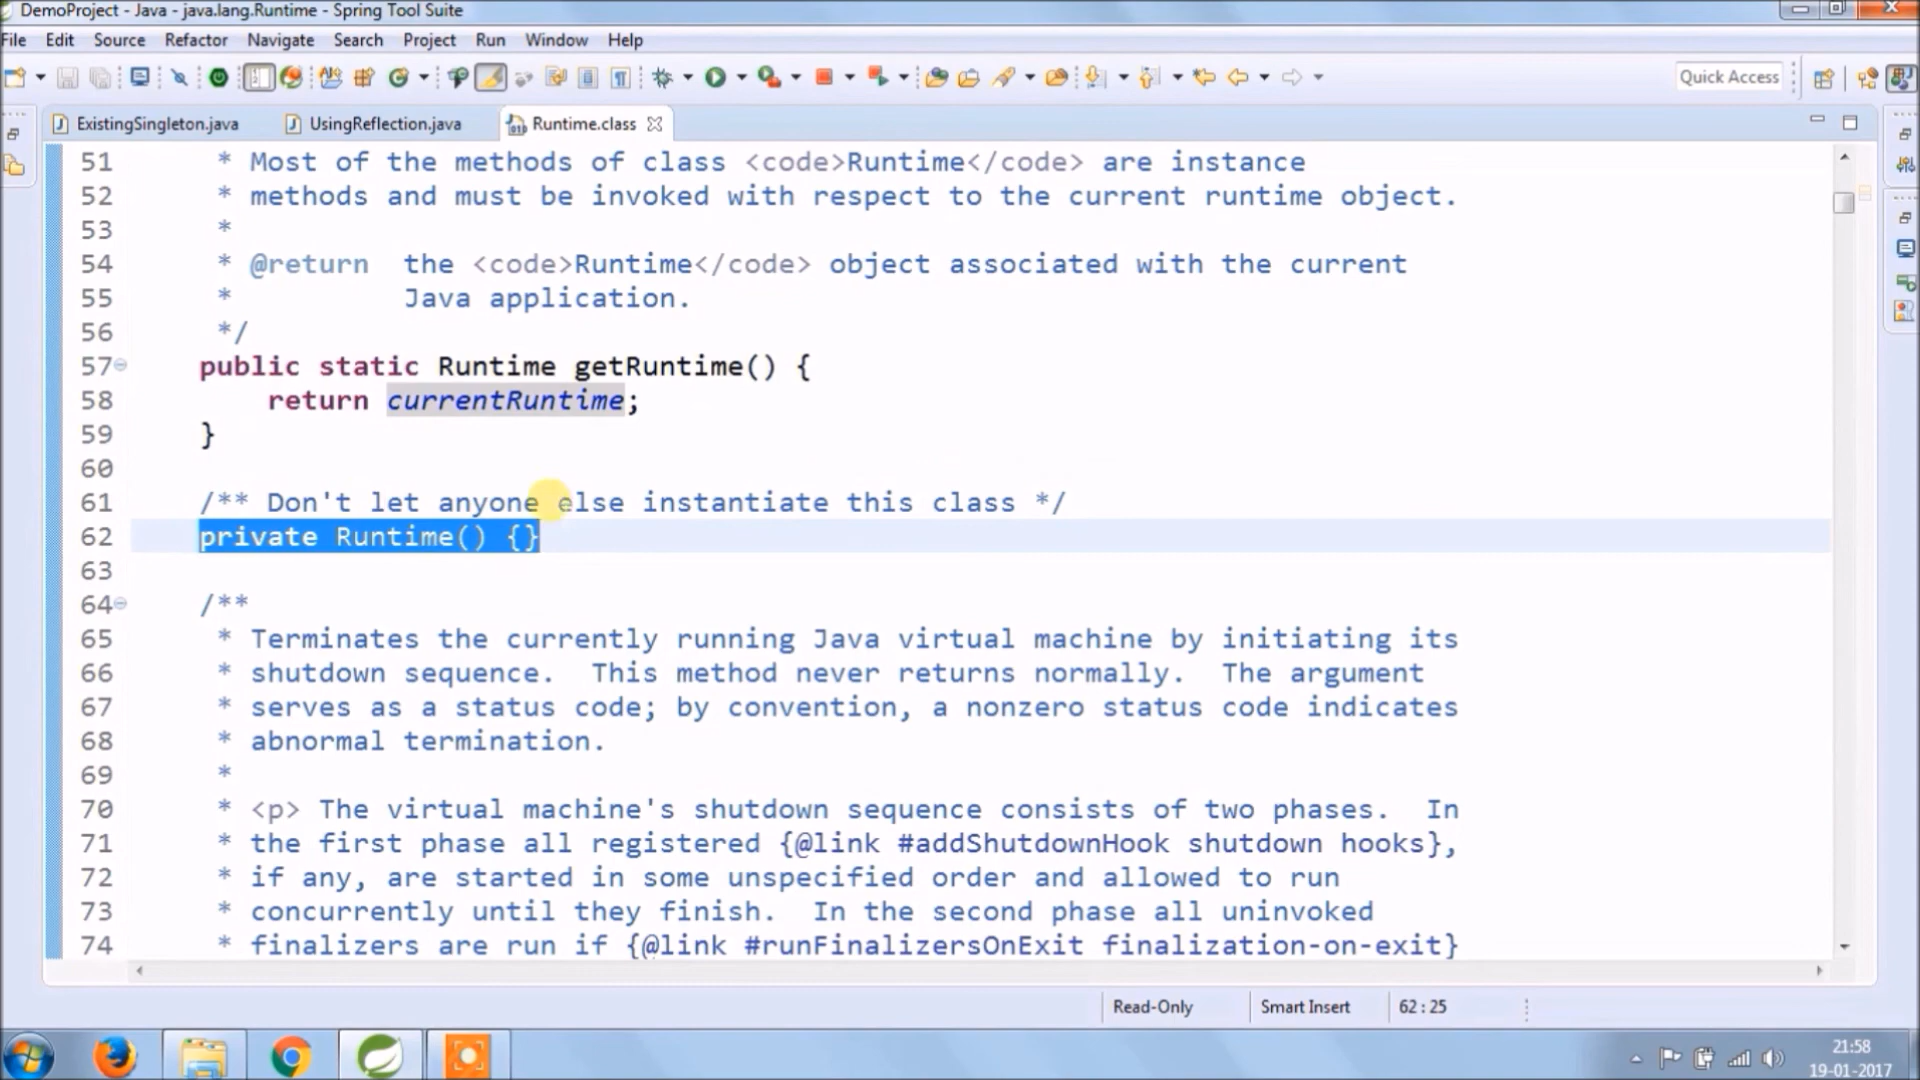 DemoProject - Java - java.lang.Runtime - Spring Tool Suite
File Edit Source Refactor Navigate Search Project Run Window Help
Quick Access
ExistingSingleton.java UsingReflection.java Runtime.class
51 * Most of the methods of class <code>Runtime</code> are instance
52 * methods and must be invoked with respect to the current runtime object.
53 *
54 * @return the <code>Runtime</code> object associated with the current
55 * Java application.
56 */
57 public static Runtime getRuntime() {
58 return currentRuntime;
59 }
60
61 /** Don't let anyone else instantiate this class */
62 private Runtime() {}
63
64 /**
65 * Terminates the currently running Java virtual machine by initiating its
66 * shutdown sequence. This method never returns normally. The argument
67 * serves as a status code; by convention, a nonzero status code indicates
68 * abnormal termination.
69 *
70 * <p> The virtual machine's shutdown sequence consists of two phases. In
71 * the first phase all registered {@link #addShutdownHook shutdown hooks},
72 * if any, are started in some unspecified order and allowed to run
73 * concurrently until they finish. In the second phase all uninvoked
74 * finalizers are run if {@link #runFinalizersOnExit finalization-on-exit}
Read-Only Smart Insert 62 : 25
21:58
19-01-2017